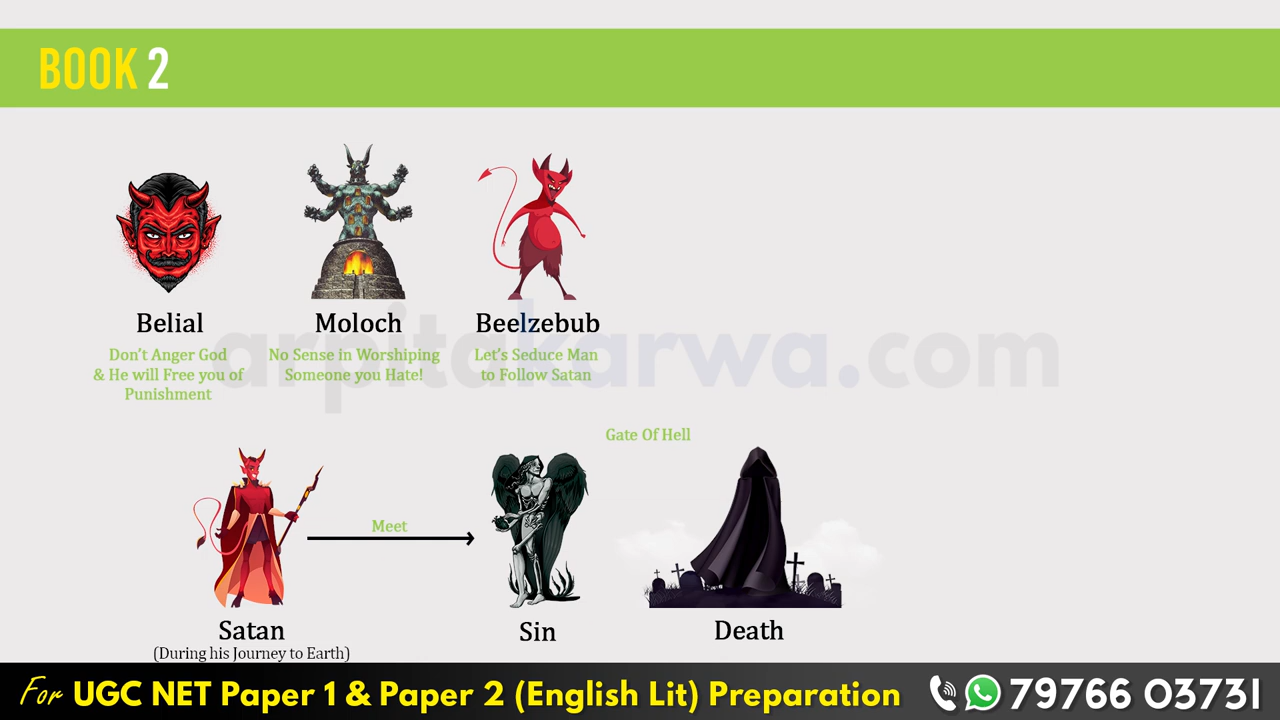 BOOK 2
Belial
Moloch
Beelzebub
Don't Anger God
& He will Free you of
Punishment
No Sense in Worshiping
Someone you Hate!
Let's Seduce Man
to Follow Satan
arpitakarwa.com
Gate Of Hell
Meet
Satan
(During his Journey to Earth)
Sin
Death
For UGC NET Paper 1 & Paper 2 (English Lit) Preparation
79766 03731